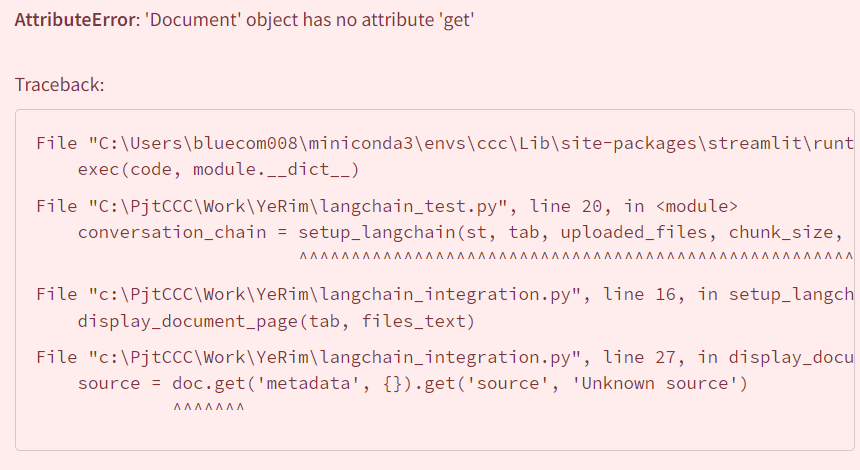 AttributeError: 'Document' object has no attribute 'get'
Traceback:
File "C:\Users\bluecom008\miniconda3\envs\ccc\Lib\site-packages\streamlit\runt
exec(code, module.__dict__)
File "C:\PjtCCC\Work\YeRim\langchain_test.py", line 20, in <module>
conversation_chain = setup_langchain(st, tab, uploaded_files, chunk_size,
^^^^^^^^^^^^^^^^^^^^^^^^^^^^^^^^^^^^^^^^^^^^^^^^^^^^^
File "c:\PjtCCC\Work\YeRim\langchain_integration.py", line 16, in setup_langch
display_document_page(tab, files_text)
File "c:\PjtCCC\Work\YeRim\langchain_integration.py", line 27, in display_docu
source = doc.get('metadata', {}).get('source', 'Unknown source')
^^^^^^^